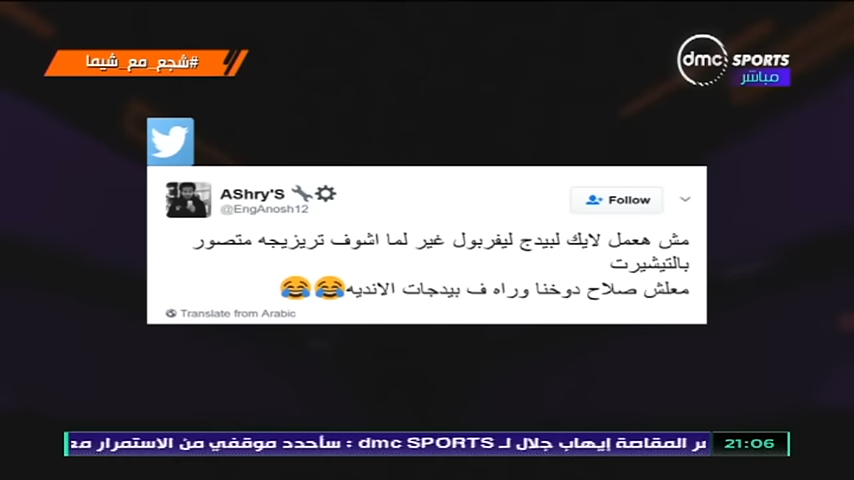 #شجع_مع_شيما
dmc SPORTS
مباشر
AShry'S
@EngAnosh12
Follow
مش هعمل لايك لبيدج ليفربول غير لما اشوف تريزيجه متصور
بالتيشيرت
معلش صلاح دوخنا وراه ف بيدجات الانديه😂😂
Translate from Arabic
المقاصة إيهاب جلال لـ dmc SPORTS : سأحدد موقفي من الاستمرار
21:06